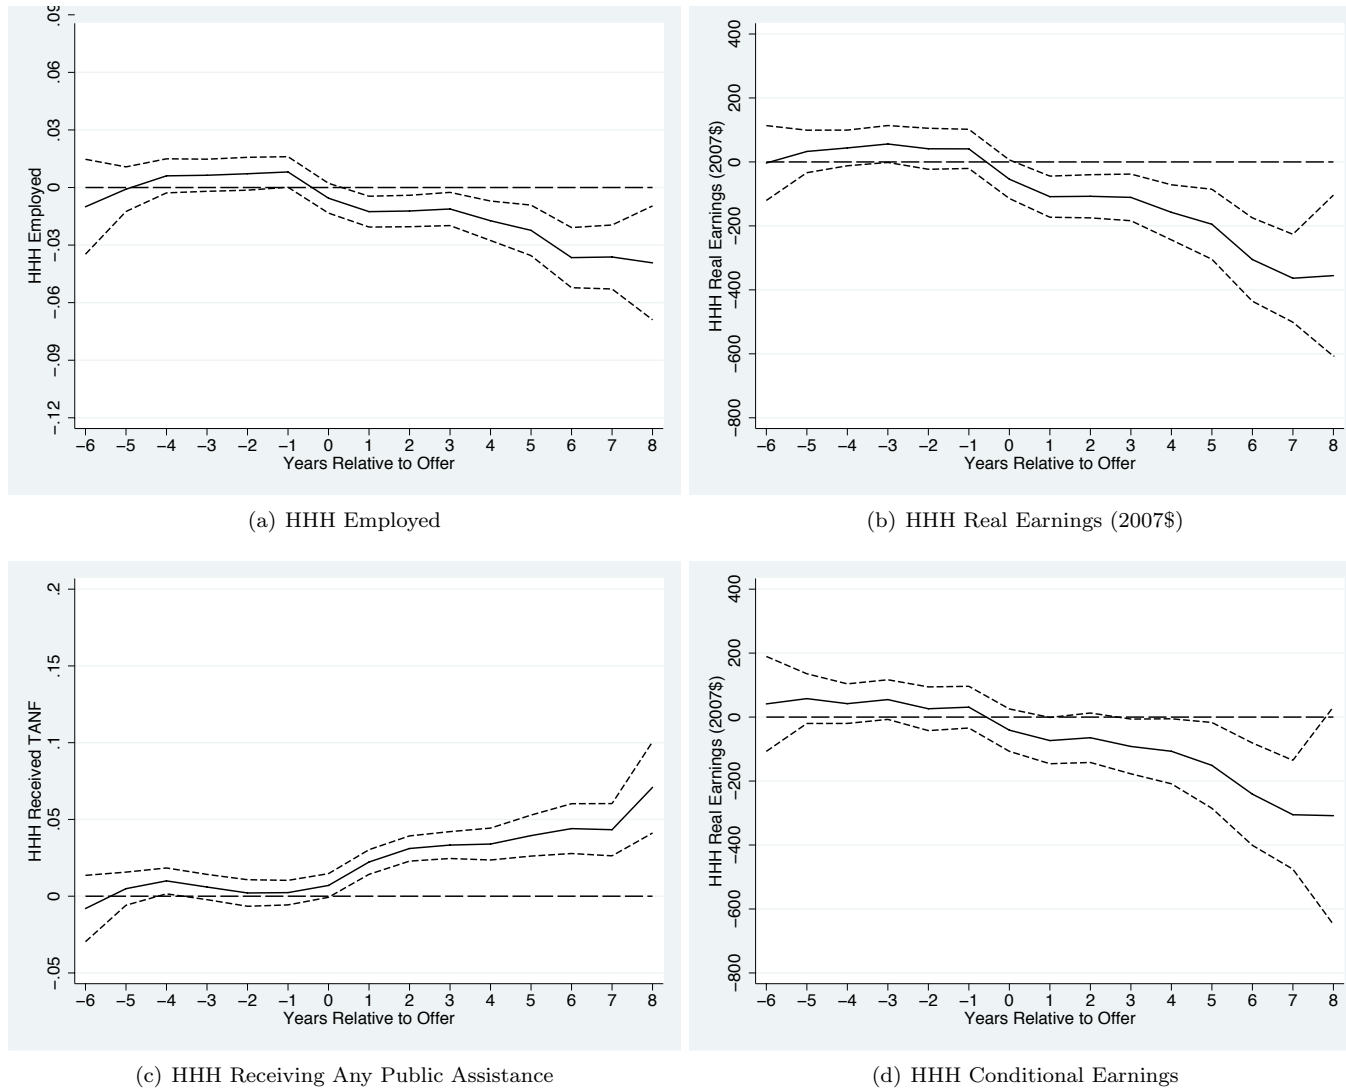 .09
.06
.03
0
−.03
−.06
−.09
−.12
HHH Employed
−6 −5 −4 −3 −2 −1 0 1 2 3 4 5 6 7 8
Years Relative to Offer
(a) HHH Employed
400
200
0
−200
−400
−600
−800
HHH Real Earnings (2007$)
−6 −5 −4 −3 −2 −1 0 1 2 3 4 5 6 7 8
Years Relative to Offer
(b) HHH Real Earnings (2007$)
.2
.15
.1
.05
0
−.05
HHH Received TANF
−6 −5 −4 −3 −2 −1 0 1 2 3 4 5 6 7 8
Years Relative to Offer
(c) HHH Receiving Any Public Assistance
400
200
0
−200
−400
−600
−800
HHH Real Earnings (2007$)
−6 −5 −4 −3 −2 −1 0 1 2 3 4 5 6 7 8
Years Relative to Offer
(d) HHH Conditional Earnings